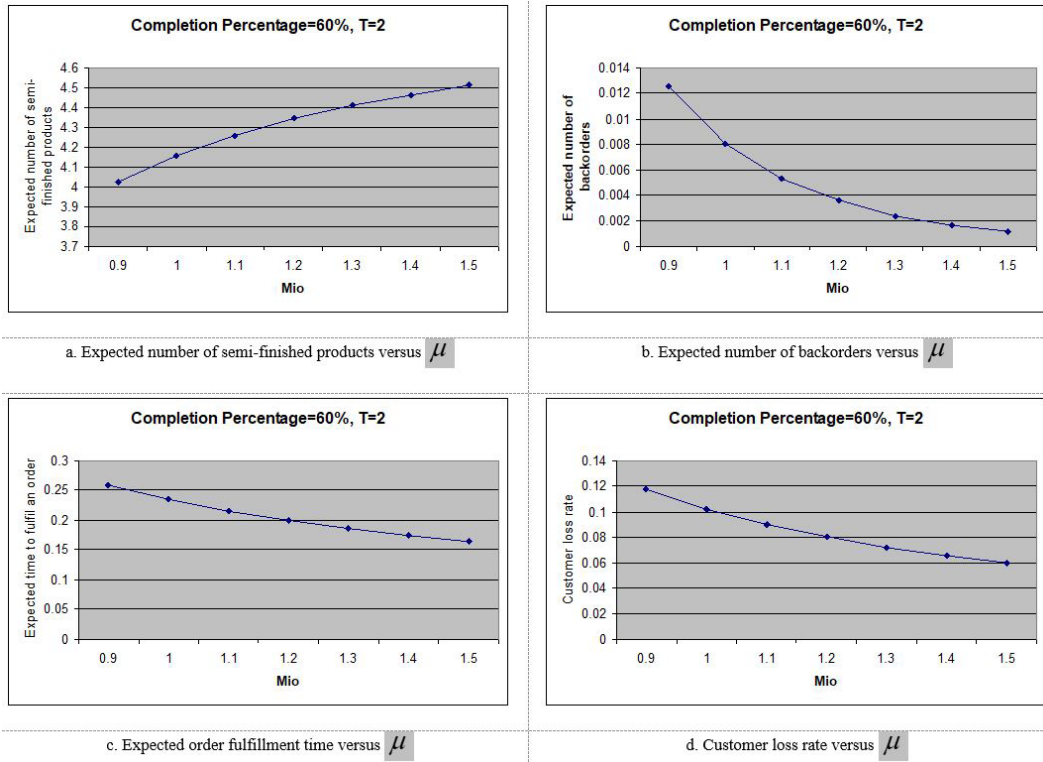 Completion Percentage=60%, T=2
4.6
4.5
4.4
4.3
4.2
4.1
4
3.9
3.8
3.7
Expected number of semi-
finished products
0.9 1 1.1 1.2 1.3 1.4 1.5
Mio
a. Expected number of semi-finished products versus μ
Completion Percentage=60%, T=2
0.014
0.012
0.01
0.008
0.006
0.004
0.002
0
Expected number of
backorders
0.9 1 1.1 1.2 1.3 1.4 1.5
Mio
b. Expected number of backorders versus μ
Completion Percentage=60%, T=2
0.3
0.25
0.2
0.15
0.1
0.05
0
Expected time to fulfil an order
0.9 1 1.1 1.2 1.3 1.4 1.5
Mio
c. Expected order fulfillment time versus μ
Completion Percentage=60%, T=2
0.14
0.12
0.1
0.08
0.06
0.04
0.02
0
Customer loss rate
0.9 1 1.1 1.2 1.3 1.4 1.5
Mio
d. Customer loss rate versus μ